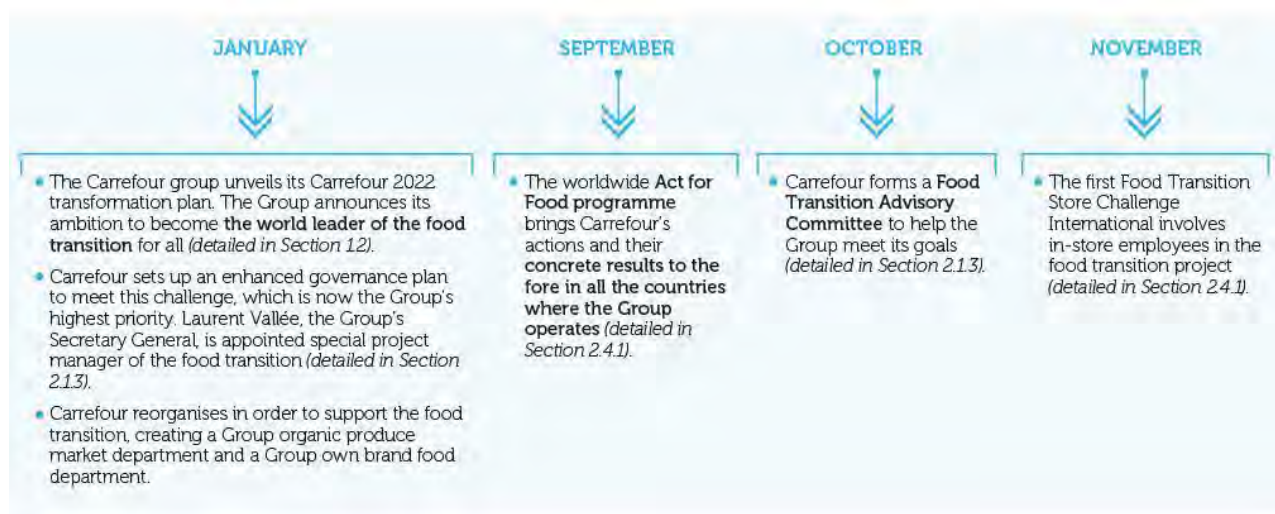 JANUARY
• The Carrefour group unveils its Carrefour 2022
transformation plan. The Group announces its
ambition to become the world leader of the food
transition for all (detailed in Section 1.2).
• Carrefour sets up an enhanced governance plan
to meet this challenge, which is now the Group's
highest priority. Laurent Vallée, the Group's
Secretary General, is appointed special project
manager of the food transition (detailed in Section
2.1.3).
• Carrefour reorganises in order to support the food
transition, creating a Group organic produce
market department and a Group own brand food
department.
SEPTEMBER
• The worldwide Act for
Food programme
brings Carrefour's
actions and their
concrete results to the
fore in all the countries
where the Group
operates (detailed in
Section 2.4.1).
OCTOBER
• Carrefour forms a Food
Transition Advisory
Committee to help the
Group meet its goals
(detailed in Section 2.1.3).
NOVEMBER
• The first Food Transition
Store Challenge
International involves
in-store employees in the
food transition project
(detailed in Section 2.4.1).